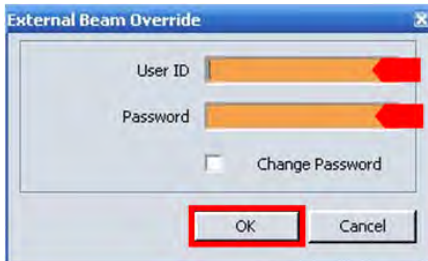 External Beam Override
User ID
Password
Change Password
OK Cancel